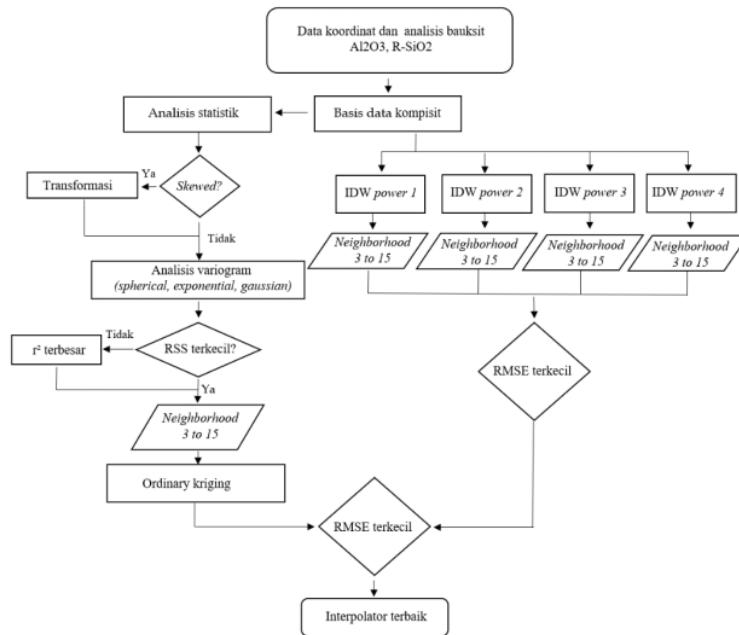 Data koordinat dan analisis bauksit
Al2O3, R-SiO2
Analisis statistik
Basis data kompisit
Skewed?
Ya
Transformasi
Tidak
IDW power 1
IDW power 2
IDW power 3
IDW power 4
Neighborhood
3 to 15
Neighborhood
3 to 15
Neighborhood
3 to 15
Neighborhood
3 to 15
Analisis variogram
(spherical, exponential, gaussian)
Tidak
r² terbesar
RSS terkecil?
Ya
RMSE terkecil
Neighborhood
3 to 15
Ordinary kriging
RMSE terkecil
Interpolator terbaik